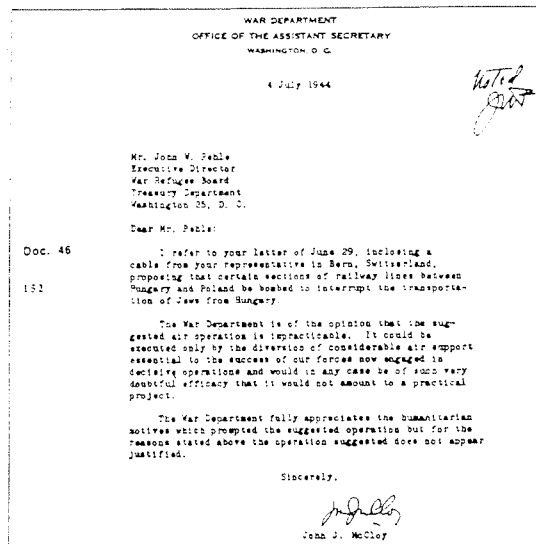 WAR DEPARTMENT
OFFICE OF THE ASSISTANT SECRETARY
WASHINGTON, D. C.
4 July 1944
Noted
JWP
Mr. John W. Pehle
Executive Director
War Refugee Board
Treasury Department
Washington 25, D. C.
Dear Mr. Pehle:
Doc. 46
152
I refer to your letter of June 29, inclosing a
cable from your representative in Bern, Switzerland,
proposing that certain sections of railway lines between
Hungary and Poland be bombed to interrupt the transporta-
tion of Jews from Hungary.
The War Department is of the opinion that the sug-
gested air operation is impracticable. It could be
executed only by the diversion of considerable air support
essential to the success of our forces now engaged in
decisive operations and would in any case be of such very
doubtful efficacy that it would not amount to a practical
project.
The War Department fully appreciates the humanitarian
motives which prompted the suggested operation but for the
reasons stated above the operation suggested does not appear
justified.
Sincerely,
John J. McCloy